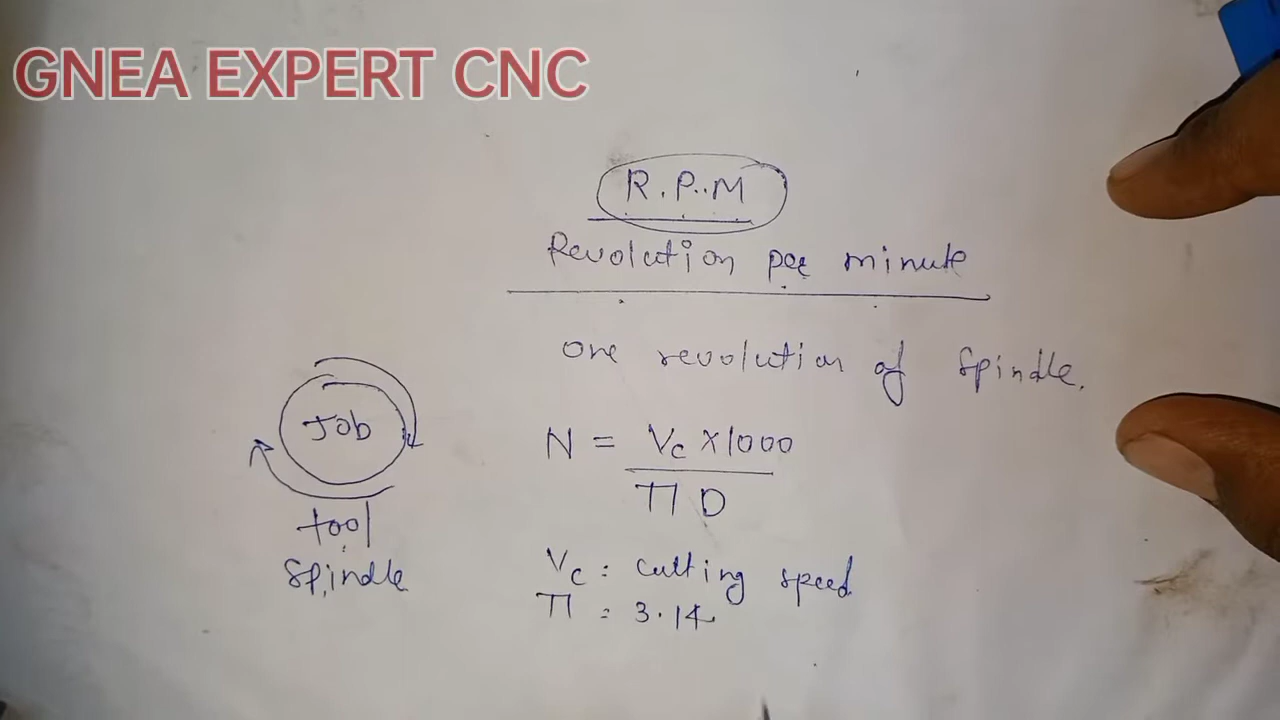 GNEA EXPERT CNC
R.P.M
Revolution per minute
one revolution of spindle.
Job
tool
spindle
N = Vc X1000
π D
Vc : cutting speed
π : 3.14